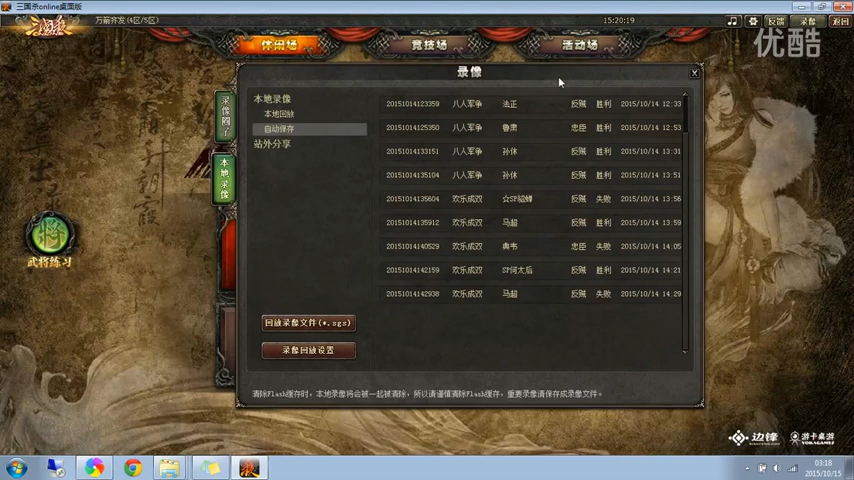 三国杀online桌面版
万箭齐发(4区/5区)
15:20:19
反馈
录像
返回
三国杀
休闲场
竞技场
活动场
优酷
录像
录像圈子
本地录像
本地录像
本地回放
自动保存
站外分享
20151014123359 八人军争 法正 反贼 胜利 2015/10/14 12:33
20151014125350 八人军争 鲁肃 忠臣 胜利 2015/10/14 12:53
20151014133151 八人军争 孙休 反贼 胜利 2015/10/14 13:31
20151014135104 八人军争 孙休 反贼 胜利 2015/10/14 13:51
20151014135604 欢乐成双 ☆SP貂蝉 反贼 失败 2015/10/14 13:56
20151014135912 欢乐成双 马超 反贼 胜利 2015/10/14 13:59
20151014140529 欢乐成双 典韦 忠臣 失败 2015/10/14 14:05
20151014142159 欢乐成双 SP何太后 反贼 胜利 2015/10/14 14:21
20151014142938 欢乐成双 马超 反贼 失败 2015/10/14 14:29
将
武将练习
回放录像文件(*.sgs)
录像回放设置
清除Flash缓存时，本地录像将会被一起被清除，所以请谨慎清除Flash缓存，重要录像请保存成录像文件。
边锋
游卡桌游
YOKAGAMES
03:18
2015/10/15